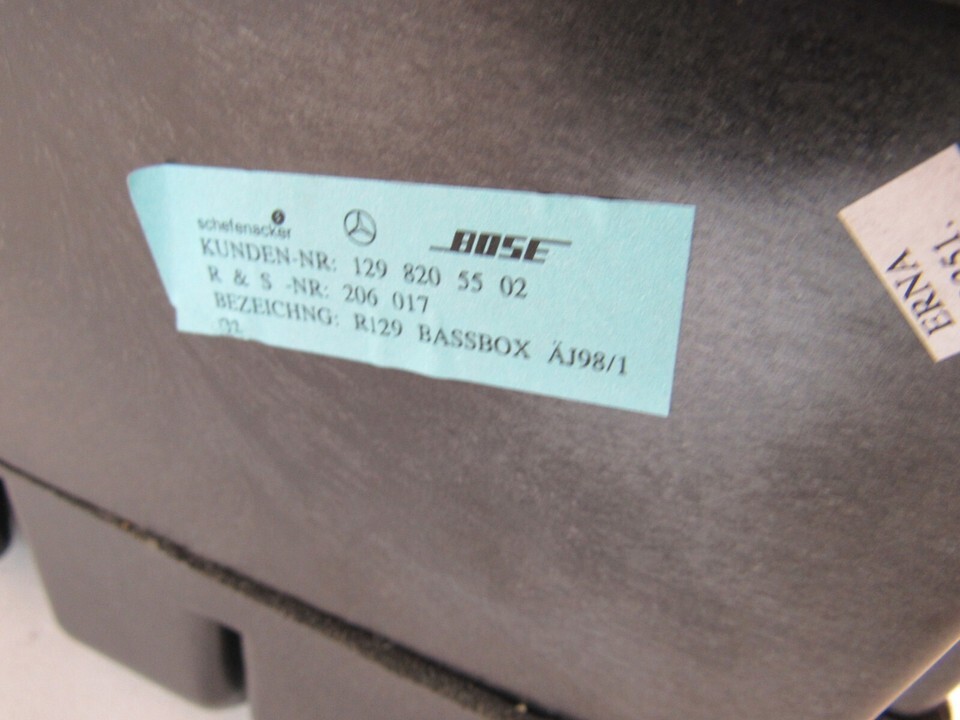 schefenacker BOSE
KUNDEN-NR: 129 820 55 02
R & S -NR: 206 017
BEZEICHNG: R129 BASSBOX ÄJ98/1
02
ERNA